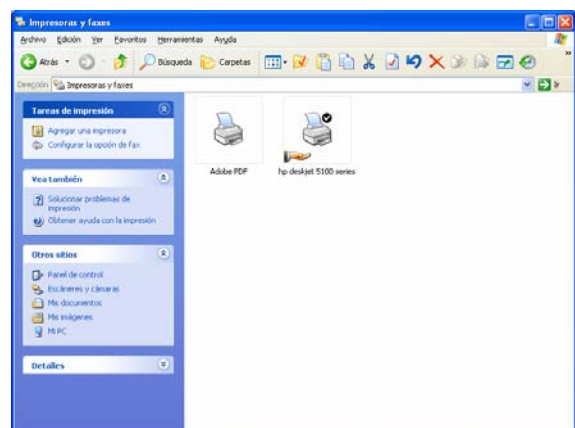 Impresoras y faxes
Archivo Edición Ver Favoritos Herramientas Ayuda
Atrás Búsqueda Carpetas
Dirección Impresoras y faxes Ir
Tareas de impresión
Agregar una impresora
Configurar la opción de fax
Vea también
Solucionar problemas de
impresión
Obtener ayuda con la impresión
Otros sitios
Panel de control
Escáneres y cámaras
Mis documentos
Mis imágenes
Mi PC
Detalles
Adobe PDF
hp deskjet 5100 series